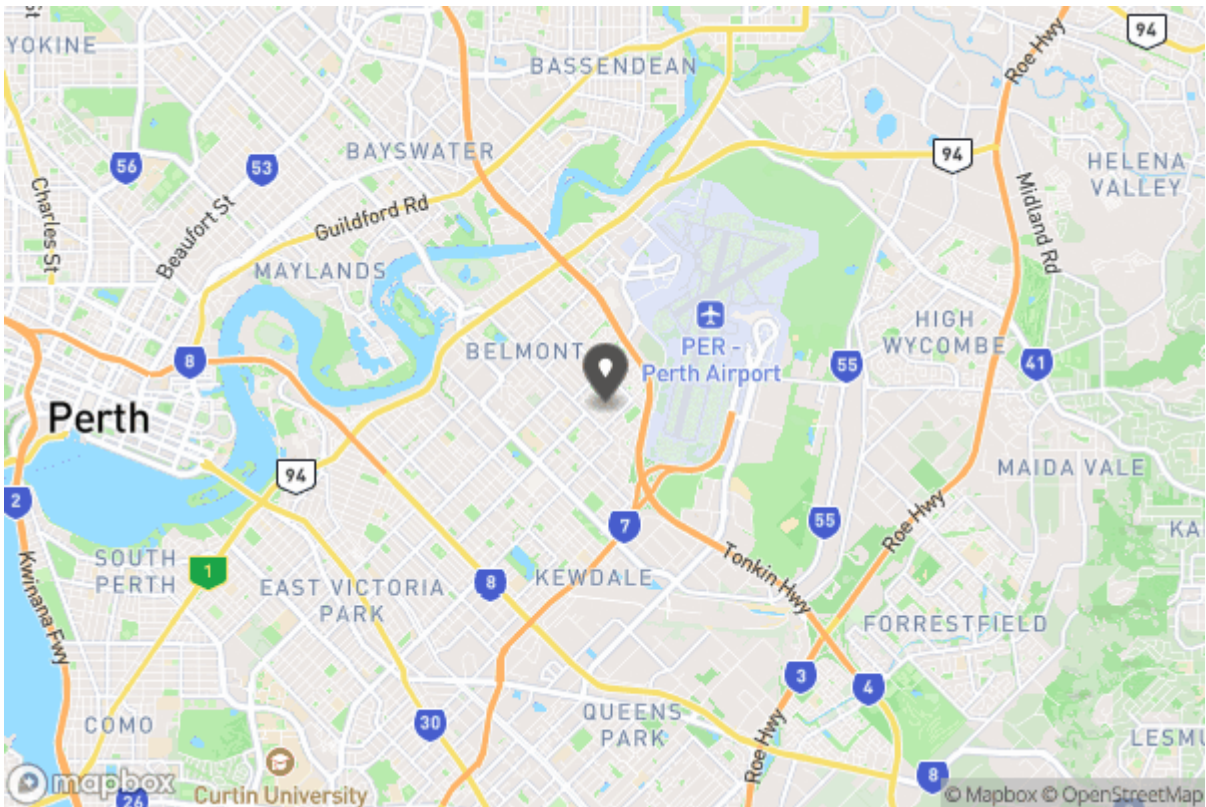 St
YOKINE
94
Roe Hwy
BASSENDEAN
56
53
BAYSWATER
94
HELENA
VALLEY
Charles St
Beaufort St
Guildford Rd
Midland Rd
MAYLANDS
HIGH
WYCOMBE
PER -
Perth Airport
BELMONT
8
55
41
Perth
94
MAIDA VALE
2
7
55
Roe Hwy
KA
SOUTH
PERTH
1
EAST VICTORIA
PARK
8
KEWDALE
Tonkin Hwy
Kwinana Fwy
FORRESTFIELD
3
4
COMO
30
QUEENS
PARK
Roe Hwy
LESMU
mapbox
26
Curtin University
8
© Mapbox © OpenStreetMap